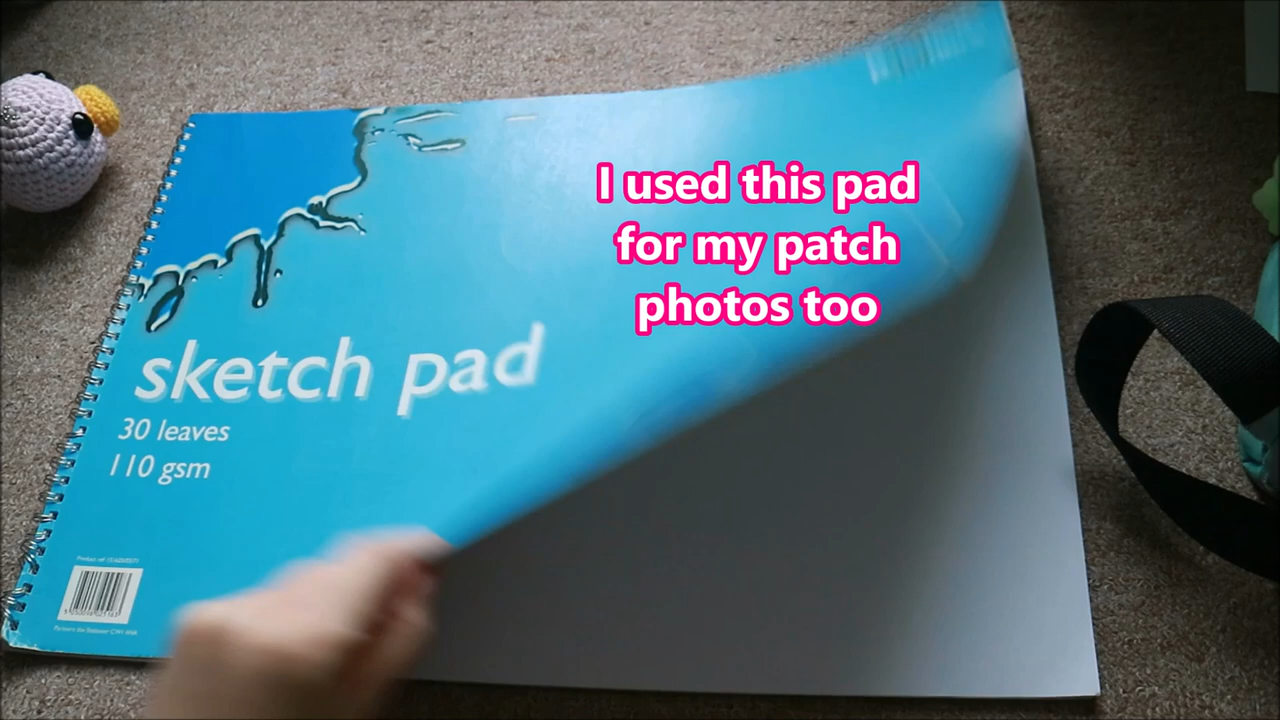 I used this pad
for my patch
photos too
sketch pad
30 leaves
110 gsm